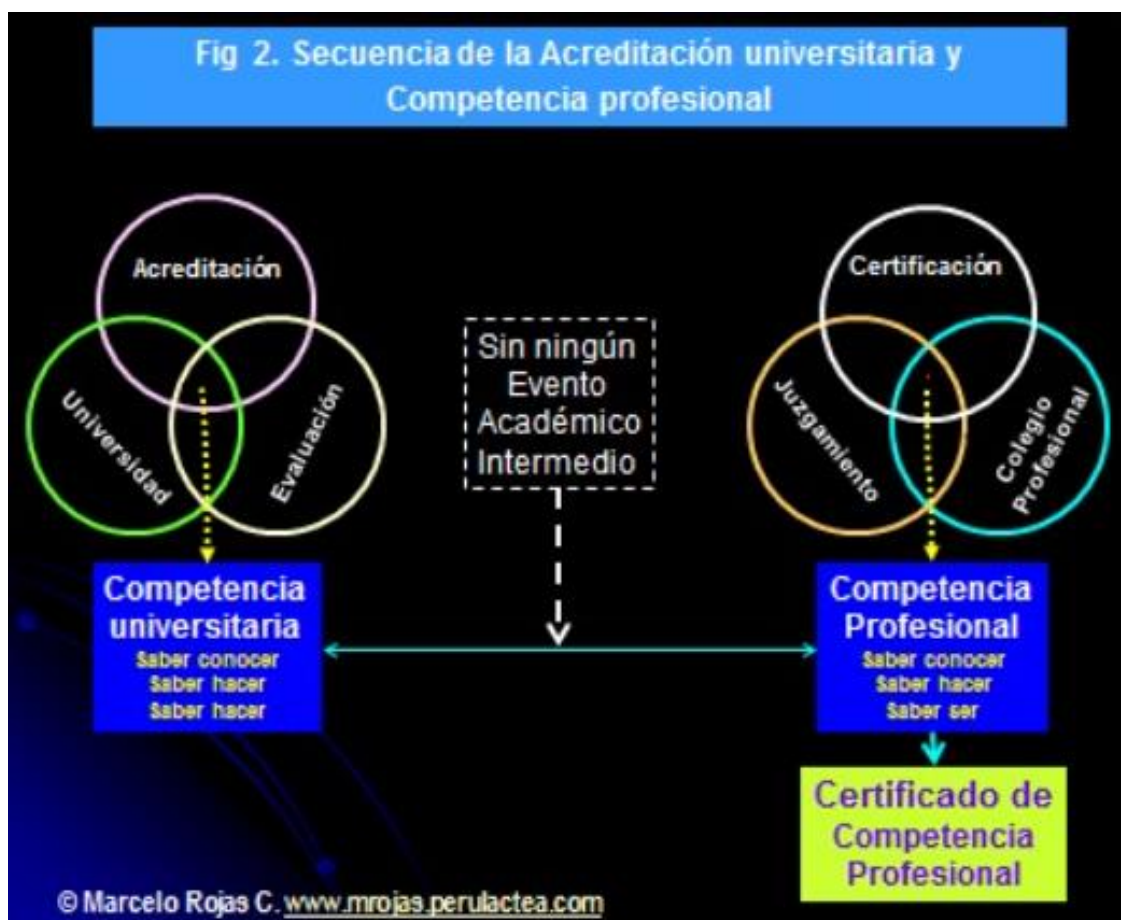 Fig 2. Secuencia de la Acreditación universitaria y
Competencia profesional
Acreditación
Universidad
Evaluación
Sin ningún
Evento
Académico
Intermedio
Certificación
Juzgamiento
Colegio
Profesional
Competencia
universitaria
Saber conocer
Saber hacer
Saber hacer
Competencia
Profesional
Saber conocer
Saber hacer
Saber ser
Certificado de
Competencia
Profesional
© Marcelo Rojas C. www.mrojas.perulactea.com